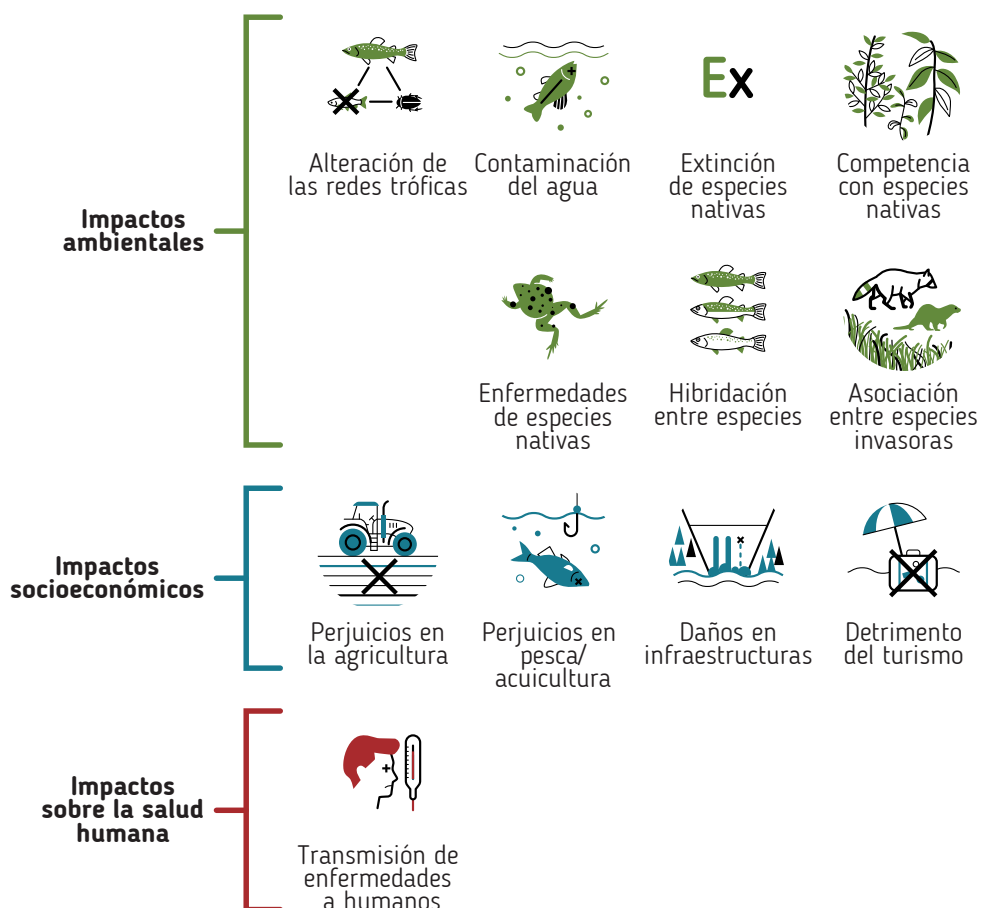 Impactos
ambientales
Ex
Alteración de
las redes tróficas
Contaminación
del agua
Extinción
de especies
nativas
Competencia
con especies
nativas
Enfermedades
de especies
nativas
Hibridación
entre especies
Asociación
entre especies
invasoras
Impactos
socioeconómicos
Perjuicios en
la agricultura
Perjuicios en
pesca/
acuicultura
Daños en
infraestructuras
Detrimento
del turismo
Impactos
sobre la salud
humana
Transmisión de
enfermedades
a humanos